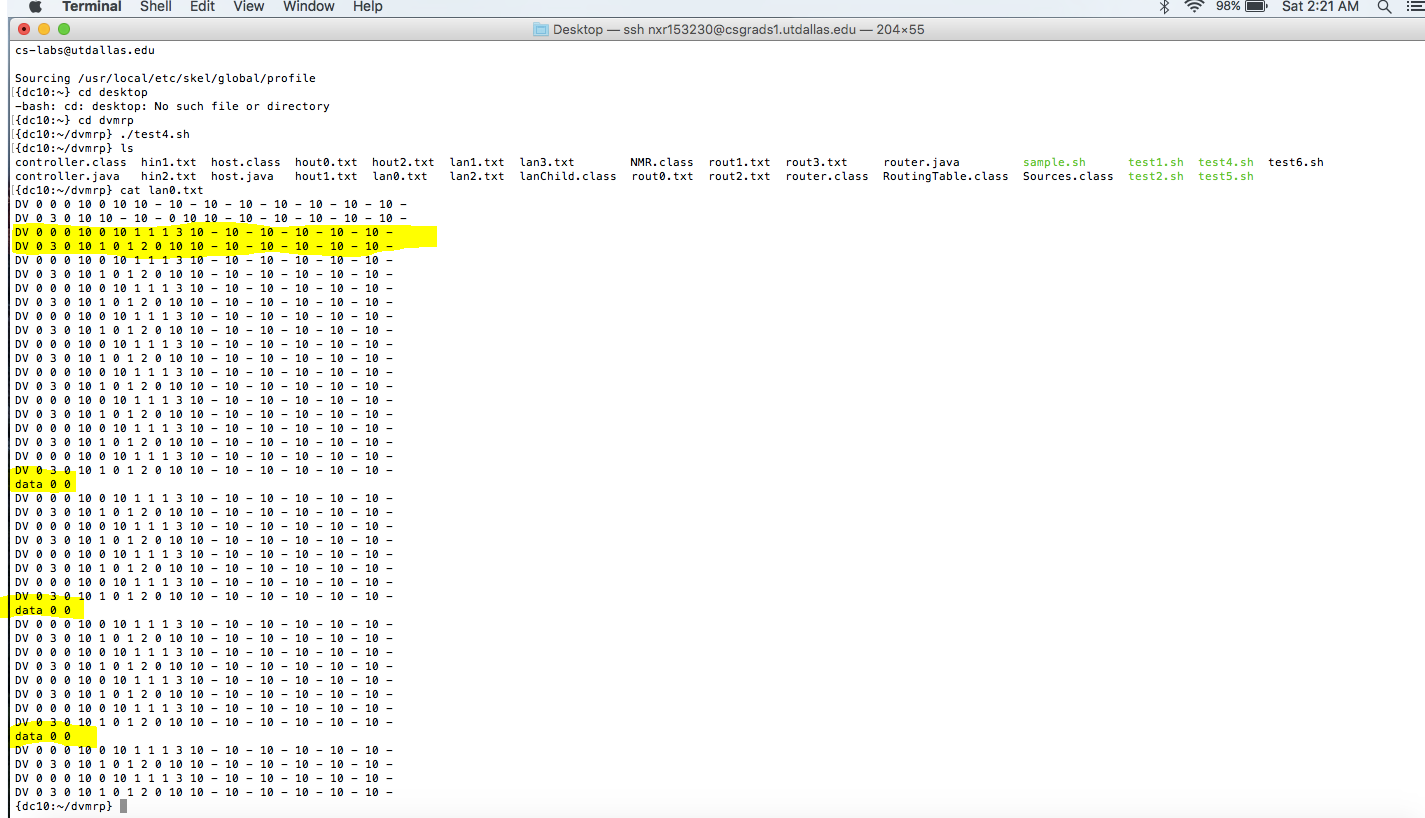 Terminal Shell Edit View Window Help 98% Sat 2:21 AM
Desktop — ssh nxr153230@csgrads1.utdallas.edu — 204×55
cs-labs@utdallas.edu
Sourcing /usr/local/etc/skel/global/profile
[{dc10:~} cd desktop
-bash: cd: desktop: No such file or directory
[{dc10:~} cd dvmrp
[{dc10:~/dvmrp} ./test4.sh
[{dc10:~/dvmrp} ls
controller.class hin1.txt host.class hout0.txt hout2.txt lan1.txt lan3.txt NMR.class rout1.txt rout3.txt router.java sample.sh test1.sh test4.sh test6.sh
controller.java hin2.txt host.java hout1.txt lan0.txt lan2.txt lanChild.class rout0.txt rout2.txt router.class RoutingTable.class Sources.class test2.sh test5.sh
[{dc10:~/dvmrp} cat lan0.txt
DV 0 0 0 10 0 10 10 - 10 - 10 - 10 - 10 - 10 - 10 - 10 -
DV 0 3 0 10 10 - 10 - 0 10 10 - 10 - 10 - 10 - 10 - 10 -
DV 0 0 0 10 0 10 1 1 1 3 10 - 10 - 10 - 10 - 10 - 10 -
DV 0 3 0 10 1 0 1 2 0 10 10 - 10 - 10 - 10 - 10 - 10 -
DV 0 0 0 10 0 10 1 1 1 3 10 - 10 - 10 - 10 - 10 - 10 -
DV 0 3 0 10 1 0 1 2 0 10 10 - 10 - 10 - 10 - 10 - 10 -
DV 0 0 0 10 0 10 1 1 1 3 10 - 10 - 10 - 10 - 10 - 10 -
DV 0 3 0 10 1 0 1 2 0 10 10 - 10 - 10 - 10 - 10 - 10 -
DV 0 0 0 10 0 10 1 1 1 3 10 - 10 - 10 - 10 - 10 - 10 -
DV 0 3 0 10 1 0 1 2 0 10 10 - 10 - 10 - 10 - 10 - 10 -
DV 0 0 0 10 0 10 1 1 1 3 10 - 10 - 10 - 10 - 10 - 10 -
DV 0 3 0 10 1 0 1 2 0 10 10 - 10 - 10 - 10 - 10 - 10 -
DV 0 0 0 10 0 10 1 1 1 3 10 - 10 - 10 - 10 - 10 - 10 -
DV 0 3 0 10 1 0 1 2 0 10 10 - 10 - 10 - 10 - 10 - 10 -
DV 0 0 0 10 0 10 1 1 1 3 10 - 10 - 10 - 10 - 10 - 10 -
DV 0 3 0 10 1 0 1 2 0 10 10 - 10 - 10 - 10 - 10 - 10 -
DV 0 0 0 10 0 10 1 1 1 3 10 - 10 - 10 - 10 - 10 - 10 -
DV 0 3 0 10 1 0 1 2 0 10 10 - 10 - 10 - 10 - 10 - 10 -
DV 0 0 0 10 0 10 1 1 1 3 10 - 10 - 10 - 10 - 10 - 10 -
DV 0 3 0 10 1 0 1 2 0 10 10 - 10 - 10 - 10 - 10 - 10 -
data 0 0
DV 0 0 0 10 0 10 1 1 1 3 10 - 10 - 10 - 10 - 10 - 10 -
DV 0 3 0 10 1 0 1 2 0 10 10 - 10 - 10 - 10 - 10 - 10 -
DV 0 0 0 10 0 10 1 1 1 3 10 - 10 - 10 - 10 - 10 - 10 -
DV 0 3 0 10 1 0 1 2 0 10 10 - 10 - 10 - 10 - 10 - 10 -
DV 0 0 0 10 0 10 1 1 1 3 10 - 10 - 10 - 10 - 10 - 10 -
DV 0 3 0 10 1 0 1 2 0 10 10 - 10 - 10 - 10 - 10 - 10 -
DV 0 0 0 10 0 10 1 1 1 3 10 - 10 - 10 - 10 - 10 - 10 -
DV 0 3 0 10 1 0 1 2 0 10 10 - 10 - 10 - 10 - 10 - 10 -
data 0 0
DV 0 0 0 10 0 10 1 1 1 3 10 - 10 - 10 - 10 - 10 - 10 -
DV 0 3 0 10 1 0 1 2 0 10 10 - 10 - 10 - 10 - 10 - 10 -
DV 0 0 0 10 0 10 1 1 1 3 10 - 10 - 10 - 10 - 10 - 10 -
DV 0 3 0 10 1 0 1 2 0 10 10 - 10 - 10 - 10 - 10 - 10 -
DV 0 0 0 10 0 10 1 1 1 3 10 - 10 - 10 - 10 - 10 - 10 -
DV 0 3 0 10 1 0 1 2 0 10 10 - 10 - 10 - 10 - 10 - 10 -
DV 0 0 0 10 0 10 1 1 1 3 10 - 10 - 10 - 10 - 10 - 10 -
DV 0 3 0 10 1 0 1 2 0 10 10 - 10 - 10 - 10 - 10 - 10 -
data 0 0
DV 0 0 0 10 0 10 1 1 1 3 10 - 10 - 10 - 10 - 10 - 10 -
DV 0 3 0 10 1 0 1 2 0 10 10 - 10 - 10 - 10 - 10 - 10 -
DV 0 0 0 10 0 10 1 1 1 3 10 - 10 - 10 - 10 - 10 - 10 -
DV 0 3 0 10 1 0 1 2 0 10 10 - 10 - 10 - 10 - 10 - 10 -
{dc10:~/dvmrp}